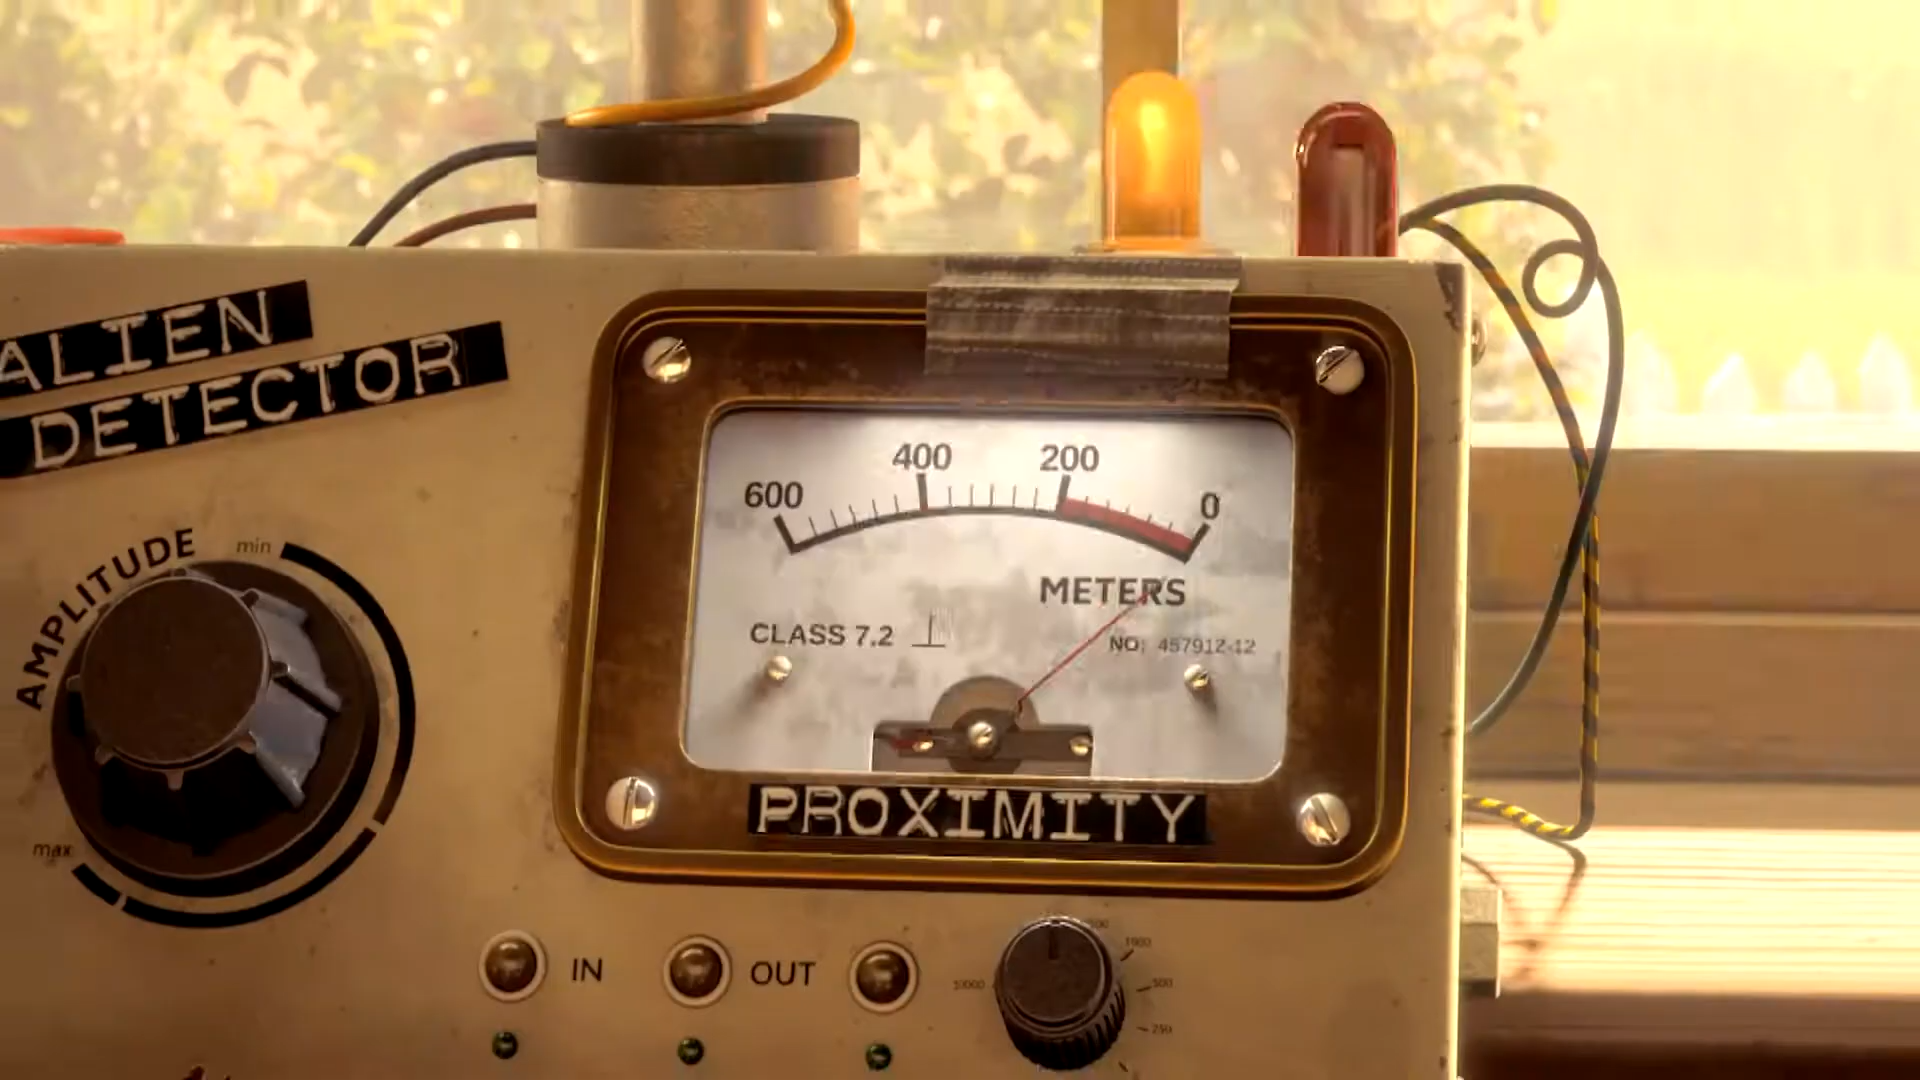 ALIEN
DETECTOR
600 400 200 0
METERS
CLASS 7.2
NO: 457912-12
PROXIMITY
AMPLITUDE
min
max
IN
OUT
1000
500
250